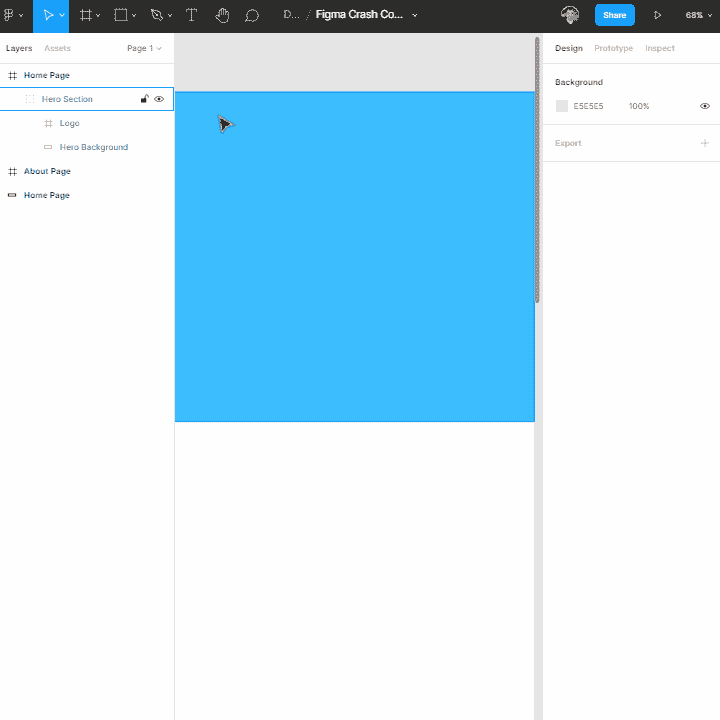 D... / Figma Crash Co...
Share
68%
Layers Assets Page 1
Home Page
Hero Section
Logo
Hero Background
About Page
Home Page
Design Prototype Inspect
Background
E5E5E5 100%
Export